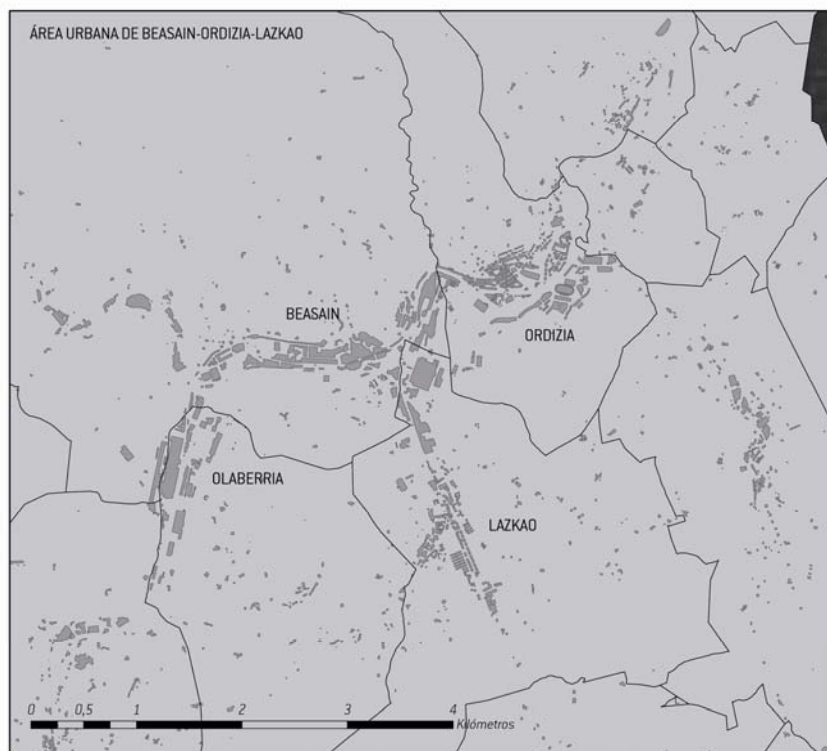 ÁREA URBANA DE BEASAIN-ORDIZIA-LAZKAO
BEASAIN
ORDIZIA
OLABERRIA
LAZKAO
0 0,5 1 2 3 4
Kilómetros